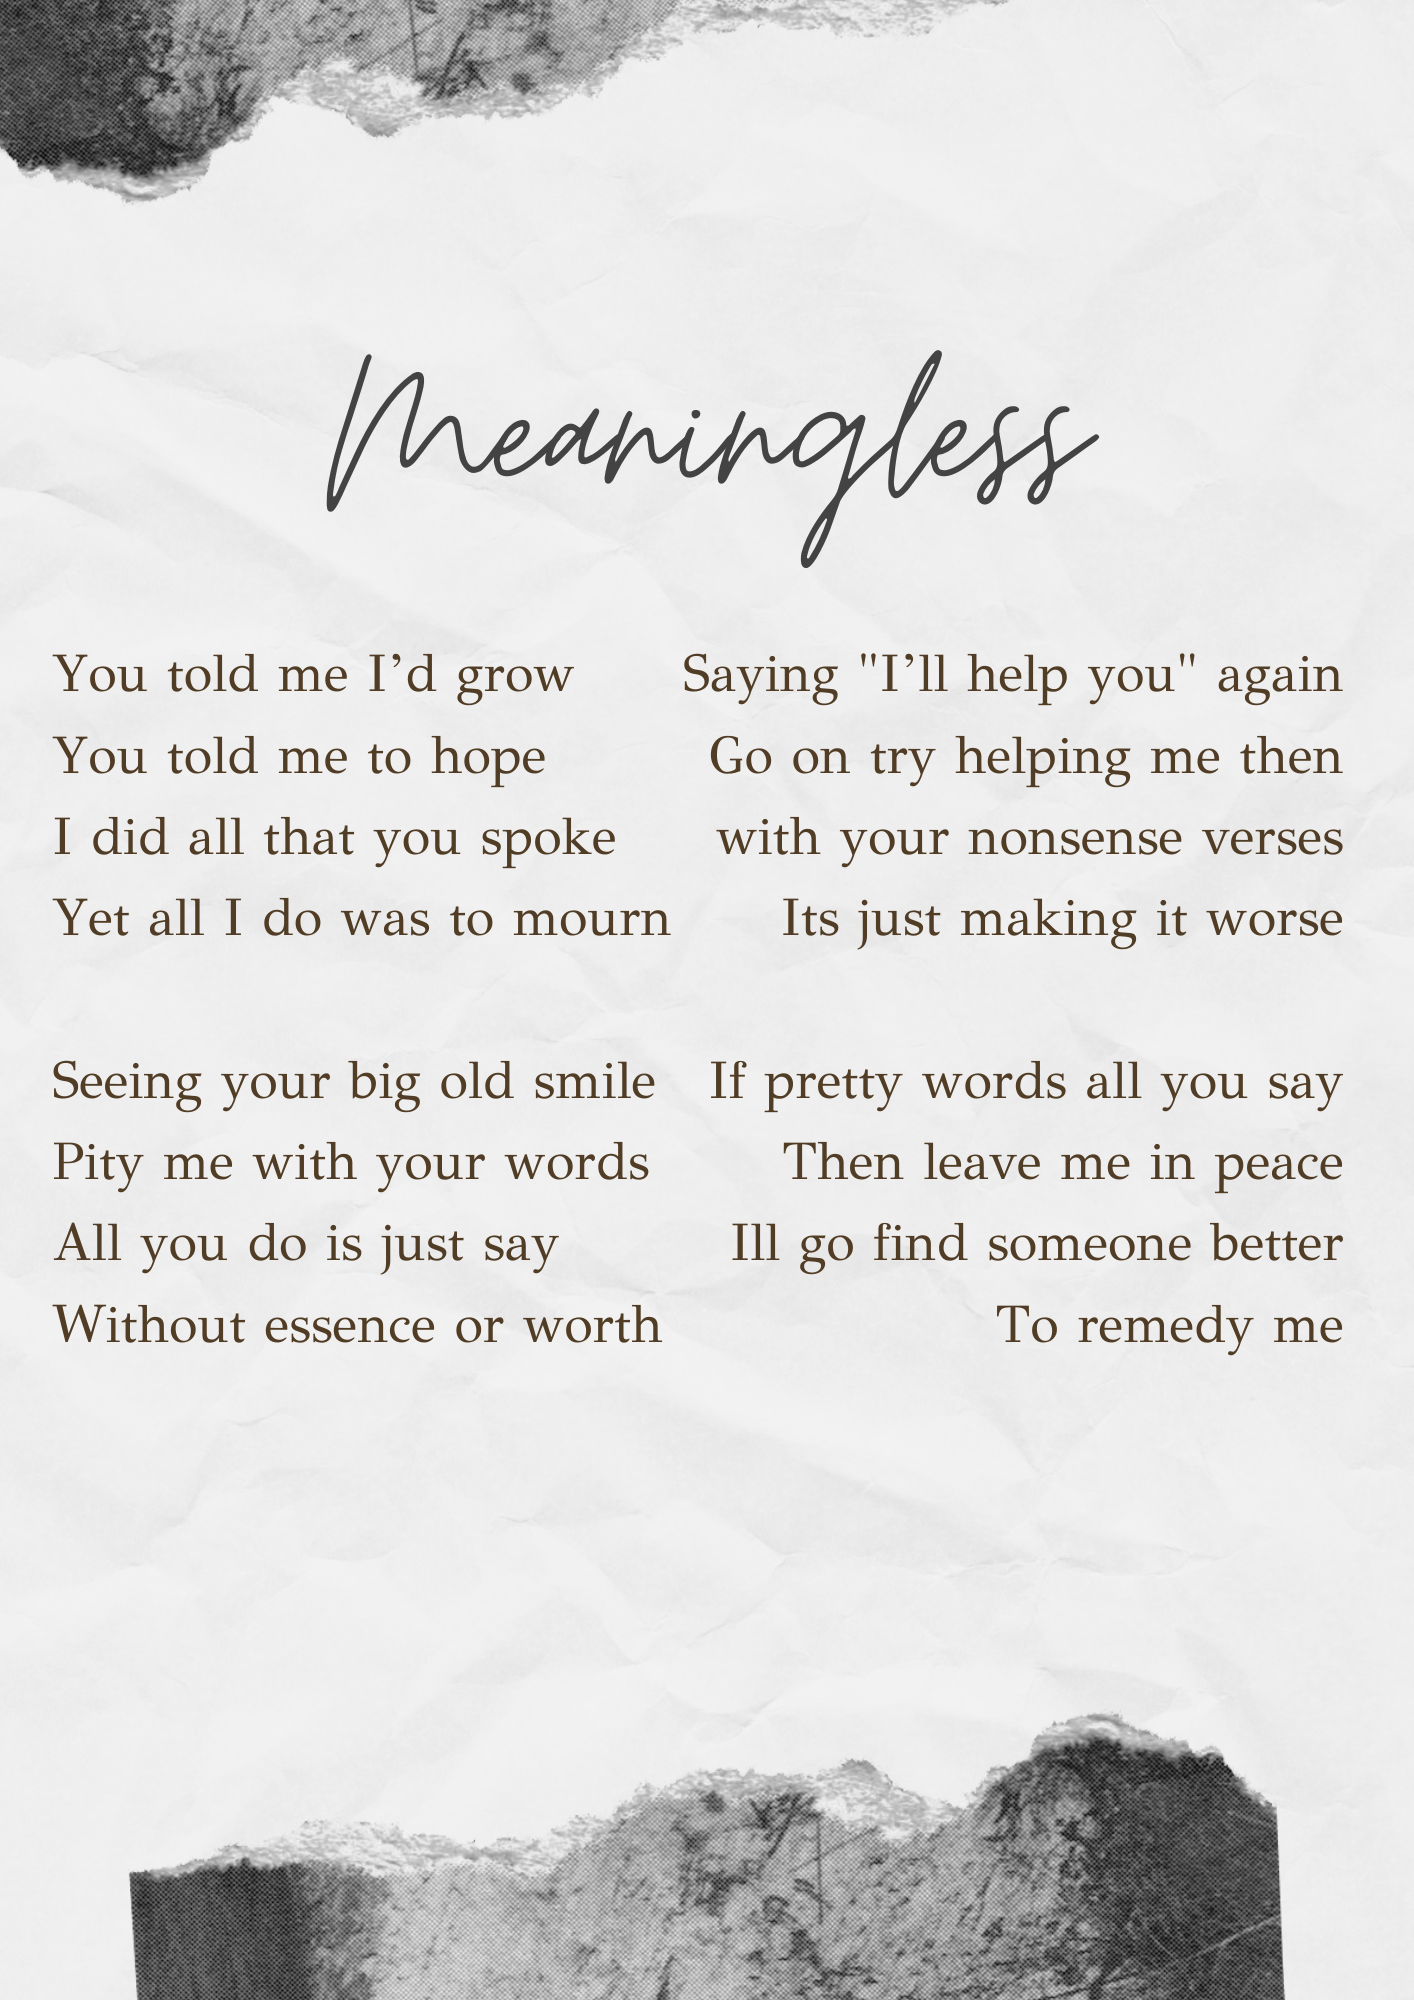 Meaningless
You told me I’d grow
You told me to hope
I did all that you spoke
Yet all I do was to mourn
Seeing your big old smile
Pity me with your words
All you do is just say
Without essence or worth
Saying "I’ll help you" again
Go on try helping me then
with your nonsense verses
Its just making it worse
If pretty words all you say
Then leave me in peace
Ill go find someone better
To remedy me